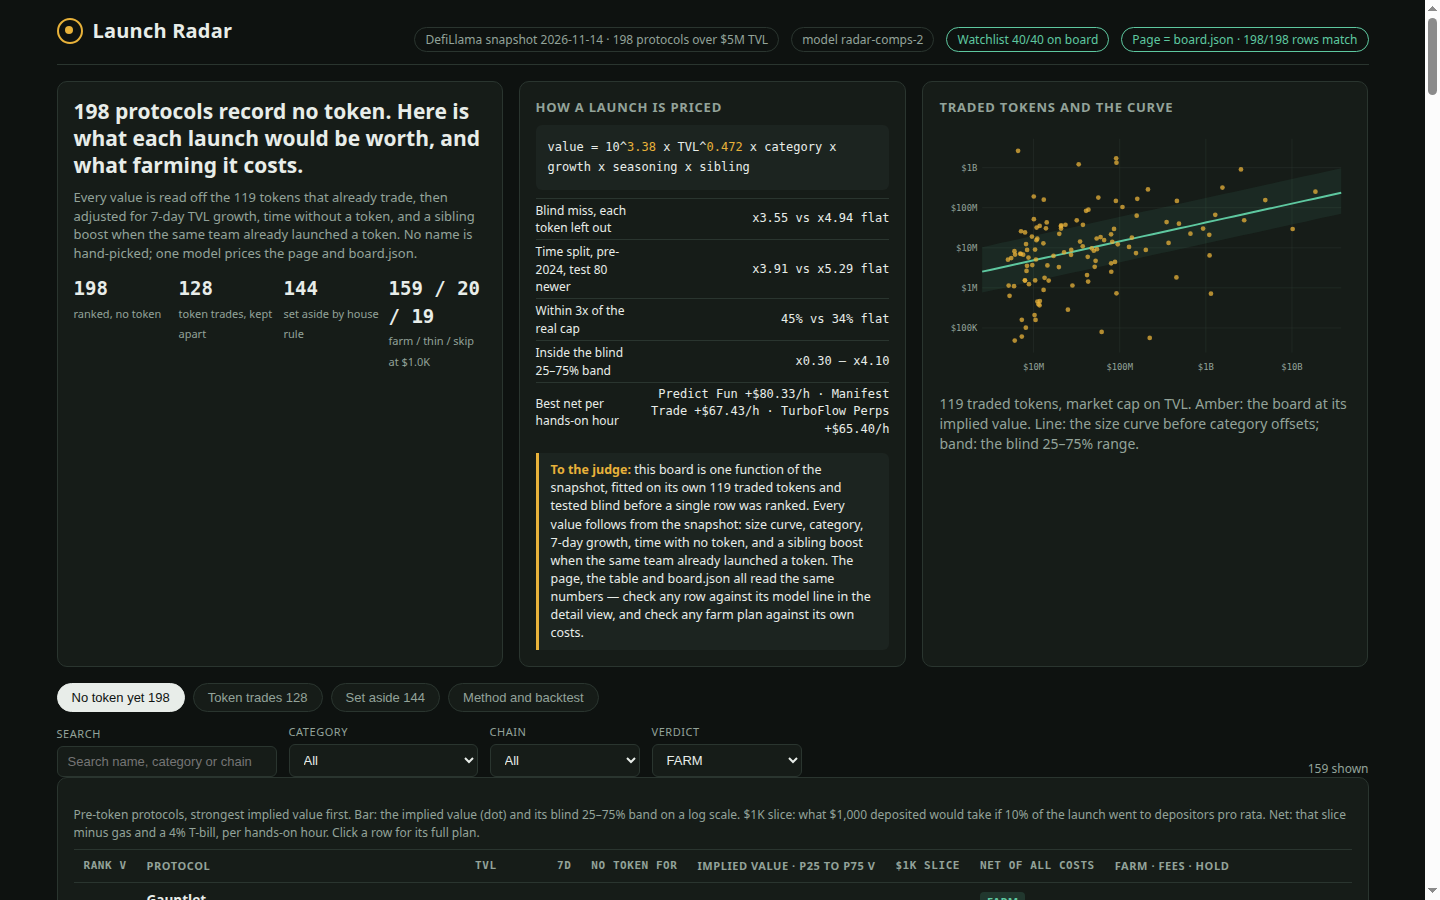 Launch Radar
DefiLlama snapshot 2026-11-14 · 198 protocols over $5M TVL
model radar-comps-2
Watchlist 40/40 on board
Page = board.json · 198/198 rows match
198 protocols record no token. Here is
what each launch would be worth, and
what farming it costs.
Every value is read off the 119 tokens that already trade, then
adjusted for 7-day TVL growth, time without a token, and a sibling
boost when the same team already launched a token. No name is
hand-picked; one model prices the page and board.json.
198
ranked, no token
128
token trades, kept
apart
144
set aside by house
rule
159 / 20
/ 19
farm / thin / skip
at $1.0K
HOW A LAUNCH IS PRICED
value = 10^3.38 x TVL^0.472 x category x
growth x seasoning x sibling
Blind miss, each
token left out
x3.55 vs x4.94 flat
Time split, pre-
2024, test 80
newer
x3.91 vs x5.29 flat
Within 3x of the
real cap
45% vs 34% flat
Inside the blind
25–75% band
x0.30 — x4.10
Best net per
hands-on hour
Predict Fun +$80.33/h · Manifest
Trade +$67.43/h · TurboFlow Perps
+$65.40/h
To the judge: this board is one function of the
snapshot, fitted on its own 119 traded tokens and
tested blind before a single row was ranked. Every
value follows from the snapshot: size curve, category,
7-day growth, time with no token, and a sibling boost
when the same team already launched a token. The
page, the table and board.json all read the same
numbers — check any row against its model line in the
detail view, and check any farm plan against its own
costs.
TRADED TOKENS AND THE CURVE
$1B
$100M
$10M
$1M
$100K
$10M
$100M
$1B
$10B
119 traded tokens, market cap on TVL. Amber: the board at its
implied value. Line: the size curve before category offsets;
band: the blind 25–75% range.
No token yet 198
Token trades 128
Set aside 144
Method and backtest
SEARCH
Search name, category or chain
CATEGORY
All
CHAIN
All
VERDICT
FARM
159 shown
Pre-token protocols, strongest implied value first. Bar: the implied value (dot) and its blind 25–75% band on a log scale. $1K slice: what $1,000 deposited would take if 10% of the launch went to depositors pro rata. Net: that slice
minus gas and a 4% T-bill, per hands-on hour. Click a row for its full plan.
RANK V
PROTOCOL
TVL
7D
NO TOKEN FOR
IMPLIED VALUE · P25 TO P75 V
$1K SLICE
NET OF ALL COSTS
FARM · FEES · HOLD
Gauntlet
FARM